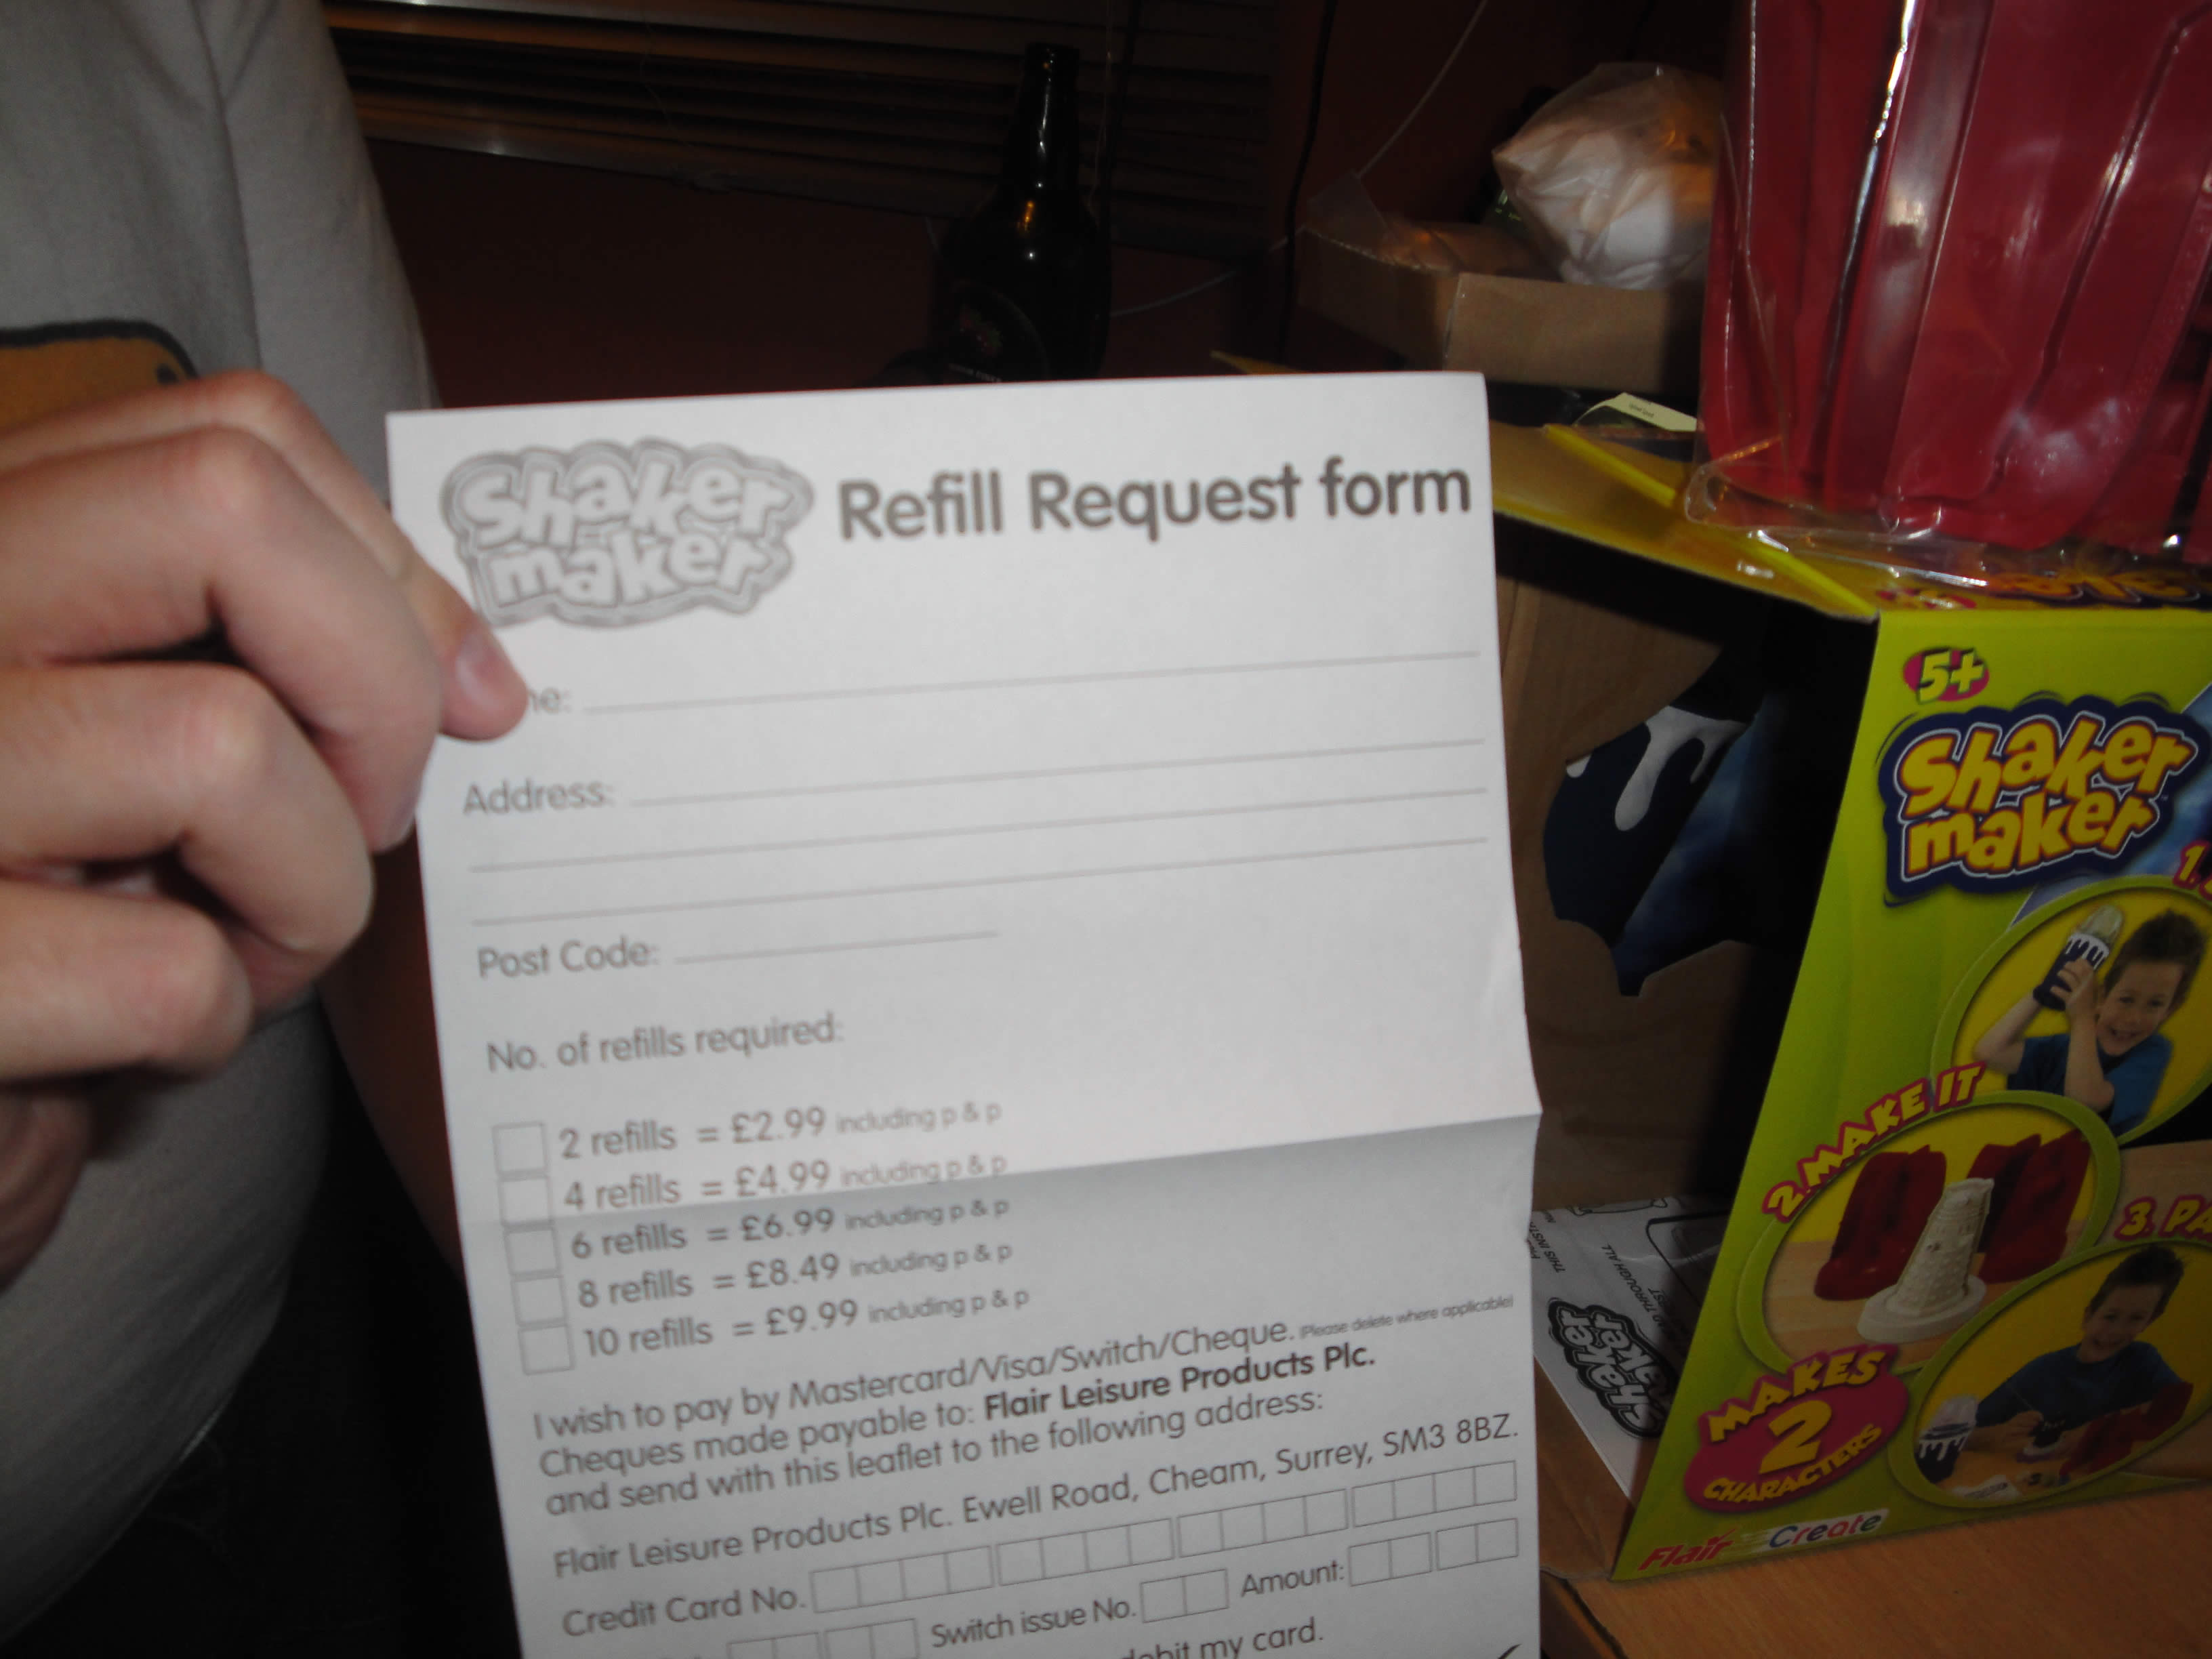 Shaker maker Refill Request form
Address:
Post Code:
No. of refills required:
2 refills = £2.99 including p & p
4 refills = £4.99 including p & p
6 refills = £6.99 including p & p
8 refills = £8.49 including p & p
10 refills = £9.99 including p & p
I wish to pay by Mastercard/Visa/Switch/Cheque. (Please delete where applicable)
Cheques made payable to: Flair Leisure Products Plc.
and send with this leaflet to the following address:
Flair Leisure Products Plc. Ewell Road, Cheam, Surrey, SM3 8BZ.
Credit Card No.
Switch issue No. Amount:
debit my card.
5+
Shaker
maker
2. MAKE IT
3.
MAKES
2
CHARACTERS
Flair Create
THROUGH ALL
Shaker
maker